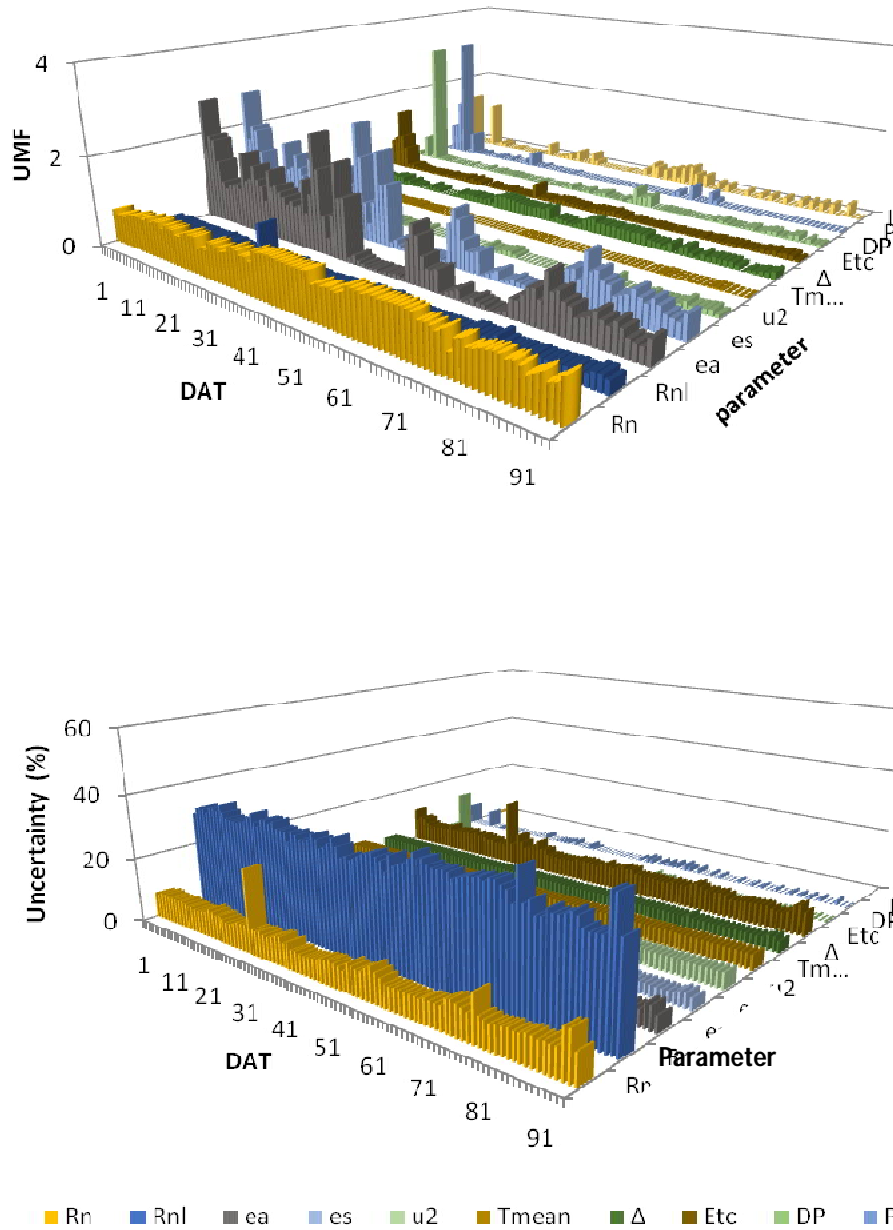 4
UMF
2
0
1
11
21
31
41
51
61
71
81
91
DAT
Rn
Rnl
ea
es
u2
Tm...
Δ
Etc
DP
parameter
60
Uncertainty (%)
40
20
0
1
11
21
31
41
51
61
71
81
91
DAT
Tm...
Δ
Etc
DP
Parameter
Rn Rnl ea es u2 Tmean Δ Etc DP